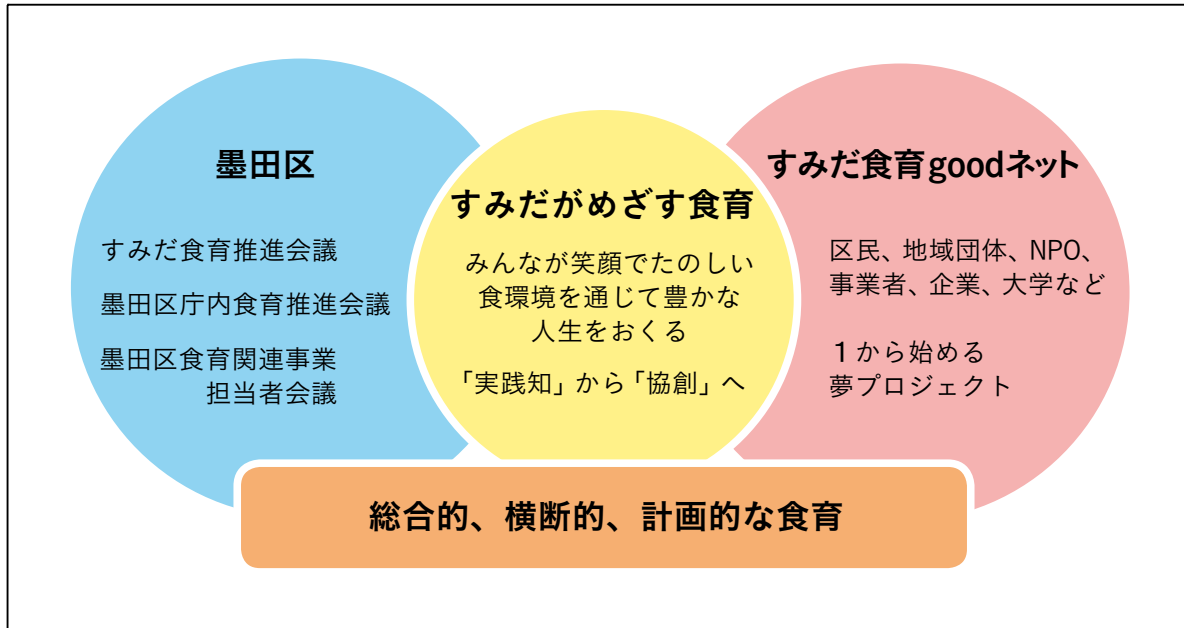 墨田区
すみだ食育推進会議
墨田区庁内食育推進会議
墨田区食育関連事業
担当者会議
すみだがめざす食育
みんなが笑顔でたのしい
食環境を通じて豊かな
人生をおくる
「実践知」から「協創」へ
すみだ食育goodネット
区民、地域団体、NPO、
事業者、企業、大学など
１から始める
夢プロジェクト
総合的、横断的、計画的な食育